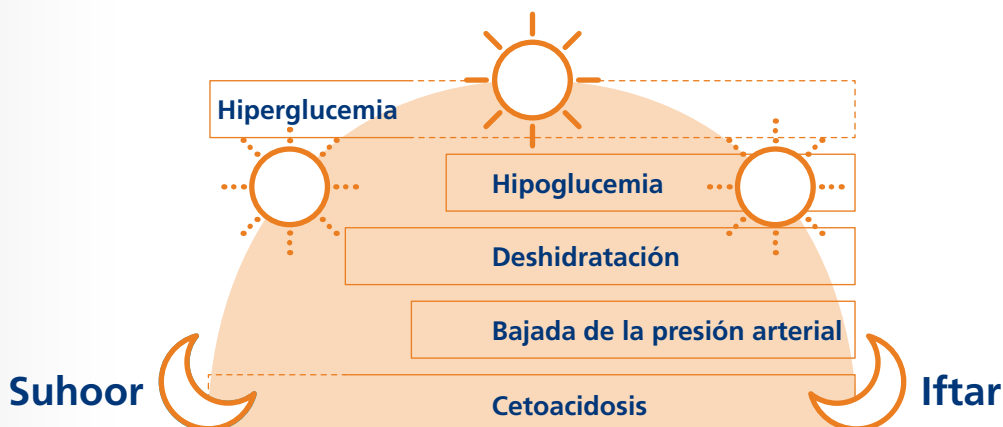 Hiperglucemia
Hipoglucemia
Deshidratación
Bajada de la presión arterial
Suhoor
Iftar
Cetoacidosis